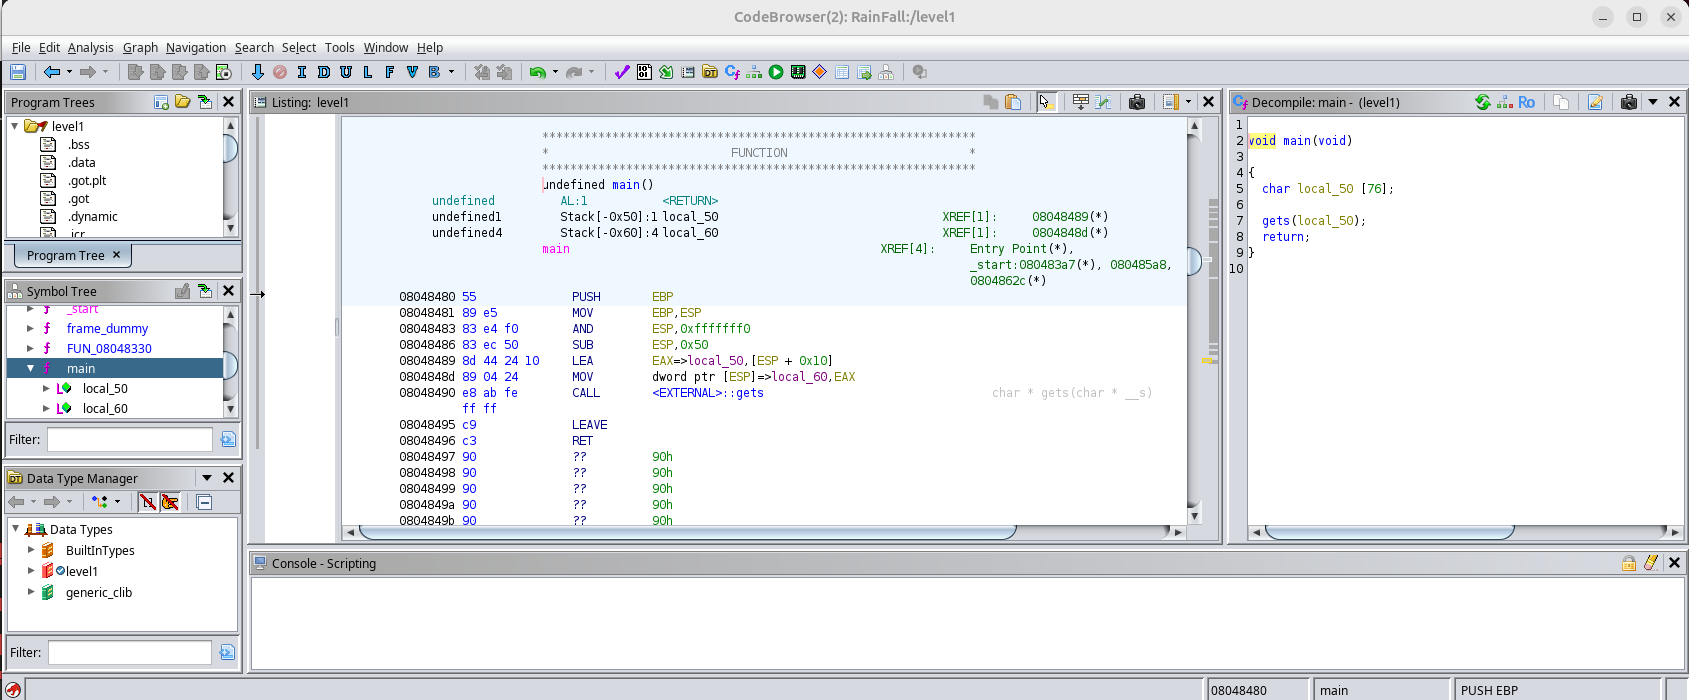 CodeBrowser(2): RainFall:/level1
File Edit Analysis Graph Navigation Search Select Tools Window Help
I D U L F V B
Program Trees
level1
.bss
.data
.got.plt
.got
.dynamic
.jcr
Program Tree
Symbol Tree
_start
frame_dummy
FUN_08048330
main
local_50
local_60
Filter:
Data Type Manager
Data Types
BuiltInTypes
level1
generic_clib
Filter:
Listing: level1
*************************************************************
* FUNCTION *
*************************************************************
undefined main()
undefined AL:1 <RETURN>
undefined1 Stack[-0x50]:1 local_50 XREF[1]: 08048489(*)
undefined4 Stack[-0x60]:4 local_60 XREF[1]: 0804848d(*)
main XREF[4]: Entry Point(*),
_start:080483a7(*), 080485a8,
0804862c(*)
08048480 55 PUSH EBP
08048481 89 e5 MOV EBP,ESP
08048483 83 e4 f0 AND ESP,0xfffffff0
08048486 83 ec 50 SUB ESP,0x50
08048489 8d 44 24 10 LEA EAX=>local_50,[ESP + 0x10]
0804848d 89 04 24 MOV dword ptr [ESP]=>local_60,EAX
08048490 e8 ab fe CALL <EXTERNAL>::gets char * gets(char * __s)
ff ff
08048495 c9 LEAVE
08048496 c3 RET
08048497 90 ?? 90h
08048498 90 ?? 90h
08048499 90 ?? 90h
0804849a 90 ?? 90h
0804849b 90 ?? 90h
Decompile: main - (level1)
Ro
1
2 void main(void)
3
4 {
5 char local_50 [76];
6
7 gets(local_50);
8 return;
9 }
10
Console - Scripting
08048480 main PUSH EBP